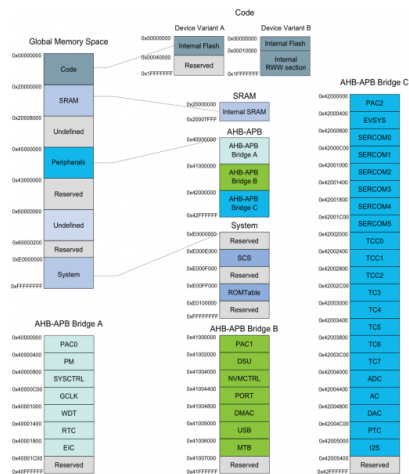 Code
Device Variant A
Device Variant B
0x00000000
Internal Flash
0x00040000
Reserved
0x1FFFFFFF
0x00000000
Internal Flash
0x00010000
Internal
RWW section
0x1FFFFFFF
Global Memory Space
0x00000000
Code
0x20000000
SRAM
0x20008000
Undefined
0x40000000
Peripherals
0x43000000
Reserved
0x60000000
Undefined
0x60000200
Reserved
0xE0000000
System
0xFFFFFFFF
SRAM
0x20000000
Internal SRAM
0x20007FFF
AHB-APB
0x40000000
AHB-APB
Bridge A
0x41000000
AHB-APB
Bridge B
0x42000000
AHB-APB
Bridge C
0x42FFFFFF
System
0xE0000000
Reserved
0xE000E000
SCS
0xE000F000
Reserved
0xE00FF000
ROMTable
0xE0100000
Reserved
0xFFFFFFFF
AHB-APB Bridge A
0x40000000
PAC0
0x40000400
PM
0x40000800
SYSCTRL
0x40000C00
GCLK
0x40001000
WDT
0x40001400
RTC
0x40001800
EIC
0x40001C00
Reserved
0x40FFFFFF
AHB-APB Bridge B
0x41000000
PAC1
0x41002000
DSU
0x41004000
NVMCTRL
0x41004400
PORT
0x41004800
DMAC
0x41005000
USB
0x41006000
MTB
0x41007000
Reserved
0x41FFFFFF
AHB-APB Bridge C
0x42000000
PAC2
0x42000400
EVSYS
0x42000800
SERCOM0
0x42000C00
SERCOM1
0x42001000
SERCOM2
0x42001400
SERCOM3
0x42001800
SERCOM4
0x42001C00
SERCOM5
0x42002000
TCC0
0x42002400
TCC1
0x42002800
TCC2
0x42002C00
TC3
0x42003000
TC4
0x42003400
TC5
0x42003800
TC6
0x42003C00
TC7
0x42004000
ADC
0x42004400
AC
0x42004800
DAC
0x42004C00
PTC
0x42005000
I2S
0x42005400
Reserved
0x42FFFFFF